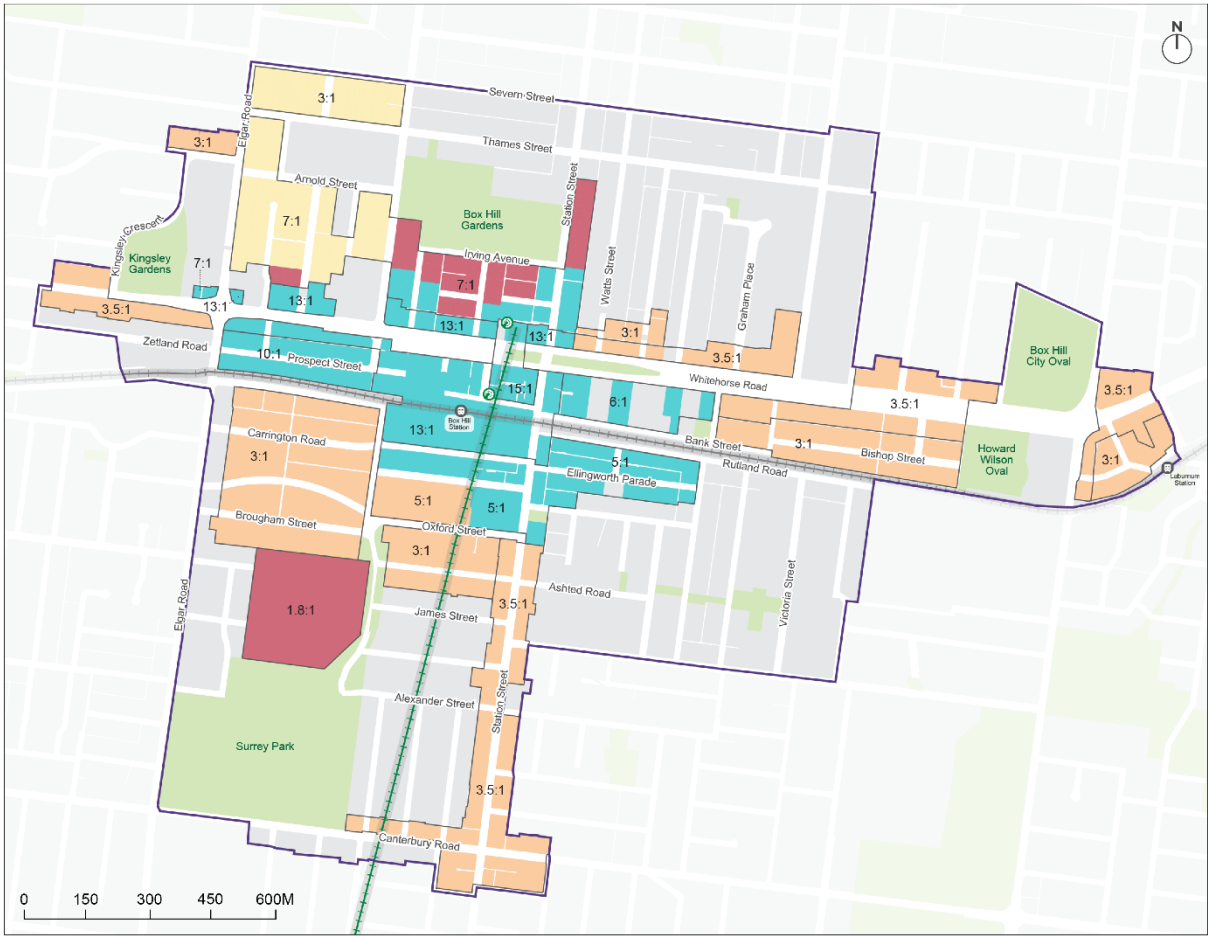 N
Severn Street
3:1
Elgar Road
3:1
Thames Street
Arnold Street
Station Street
7:1
Box Hill
Gardens
Kingsley Crescent
Kingsley
Gardens
Irving Avenue
Watts Street
Graham Place
7:1
7:1
13:1
13:1
3.5:1
13:1
13:1
3:1
Zetland Road
10:1
Prospect Street
3.5:1
Whitehorse Road
Box Hill
City Oval
15:1
6:1
3.5:1
3.5:1
Box Hill
Station
13:1
Carrington Road
3:1
Bank Street
3:1
Bishop Street
Howard
Wilson
Oval
3:1
5:1
Rutland Road
Ellingworth Parade
Laburnum
Station
5:1
5:1
Brougham Street
Oxford Street
3:1
Ashted Road
Elgar Road
1.8:1
3.5:1
James Street
Victoria Street
Alexander Street
Station Street
Surrey Park
3.5:1
Canterbury Road
0 150 300 450 600M